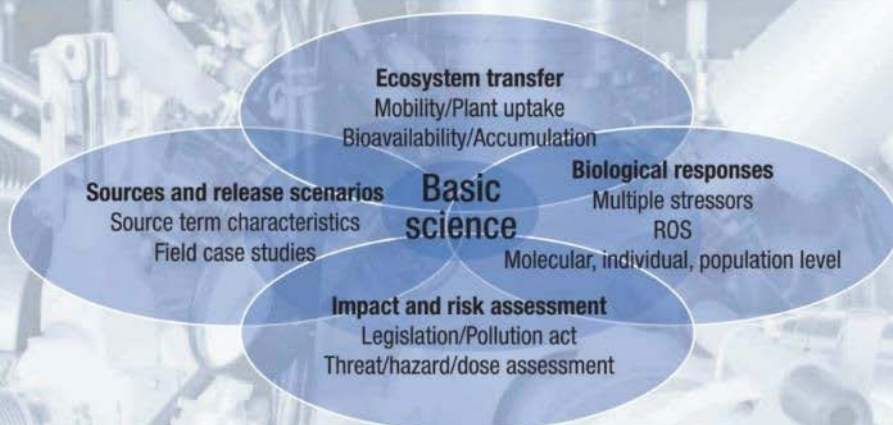 Ecosystem transfer
Mobility/Plant uptake
Bioavailability/Accumulation
Sources and release scenarios
Source term characteristics
Field case studies
Basic
science
Biological responses
Multiple stressors
ROS
Molecular, individual, population level
Impact and risk assessment
Legislation/Pollution act
Threat/hazard/dose assessment